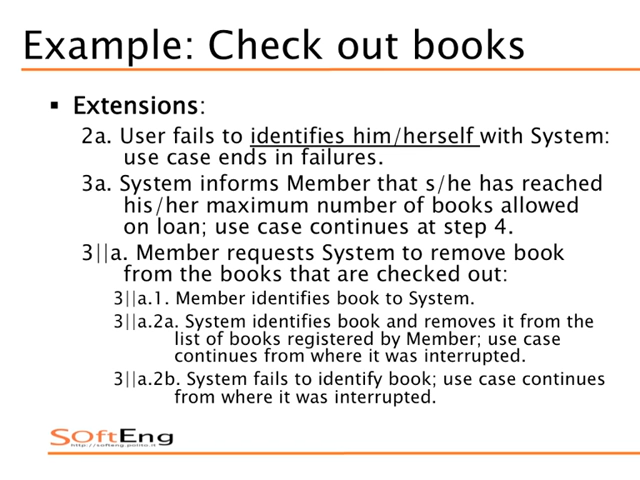 Example: Check out books
▪ Extensions:
2a. User fails to identifies him/herself with System:
use case ends in failures.
3a. System informs Member that s/he has reached
his/her maximum number of books allowed
on loan; use case continues at step 4.
3||a. Member requests System to remove book
from the books that are checked out:
3||a.1. Member identifies book to System.
3||a.2a. System identifies book and removes it from the
list of books registered by Member; use case
continues from where it was interrupted.
3||a.2b. System fails to identify book; use case continues
from where it was interrupted.
SOftEng
http://softeng.polito.it